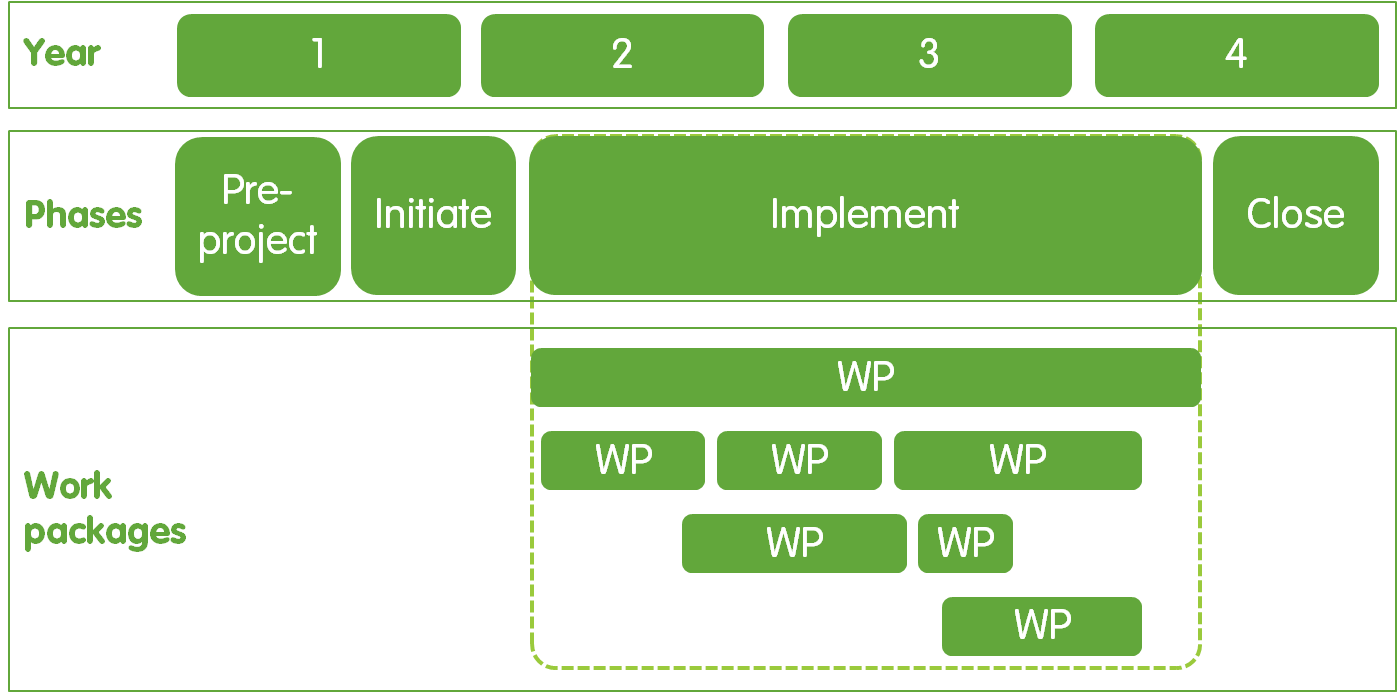 Year
1
2
3
4
Phases
Pre-
project
Initiate
Implement
Close
Work
packages
WP
WP
WP
WP
WP
WP
WP